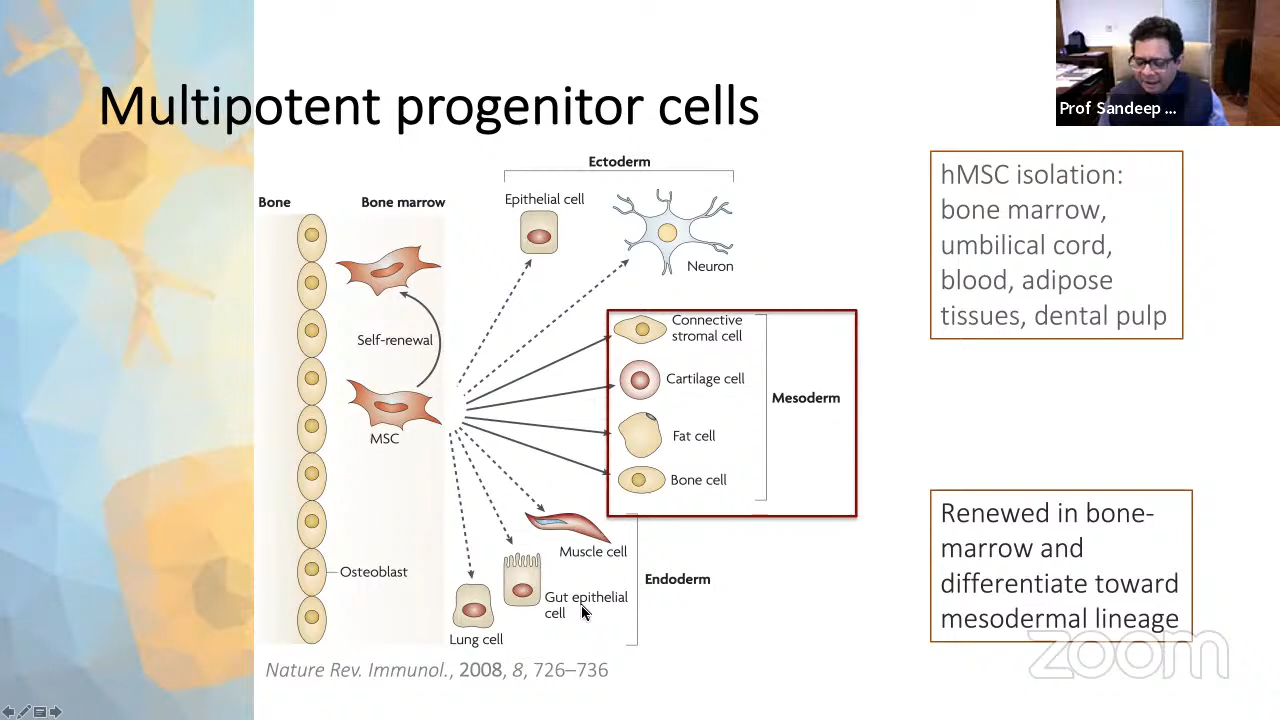 Multipotent progenitor cells
Prof Sandeep ...
Ectoderm
Bone
Bone marrow
Epithelial cell
Neuron
Self-renewal
MSC
Connective
stromal cell
Cartilage cell
Fat cell
Bone cell
Mesoderm
Osteoblast
Muscle cell
Gut epithelial
cell
Lung cell
Endoderm
Nature Rev. Immunol., 2008, 8, 726–736
hMSC isolation:
bone marrow,
umbilical cord,
blood, adipose
tissues, dental pulp
Renewed in bone-
marrow and
differentiate toward
mesodermal lineage
zoom